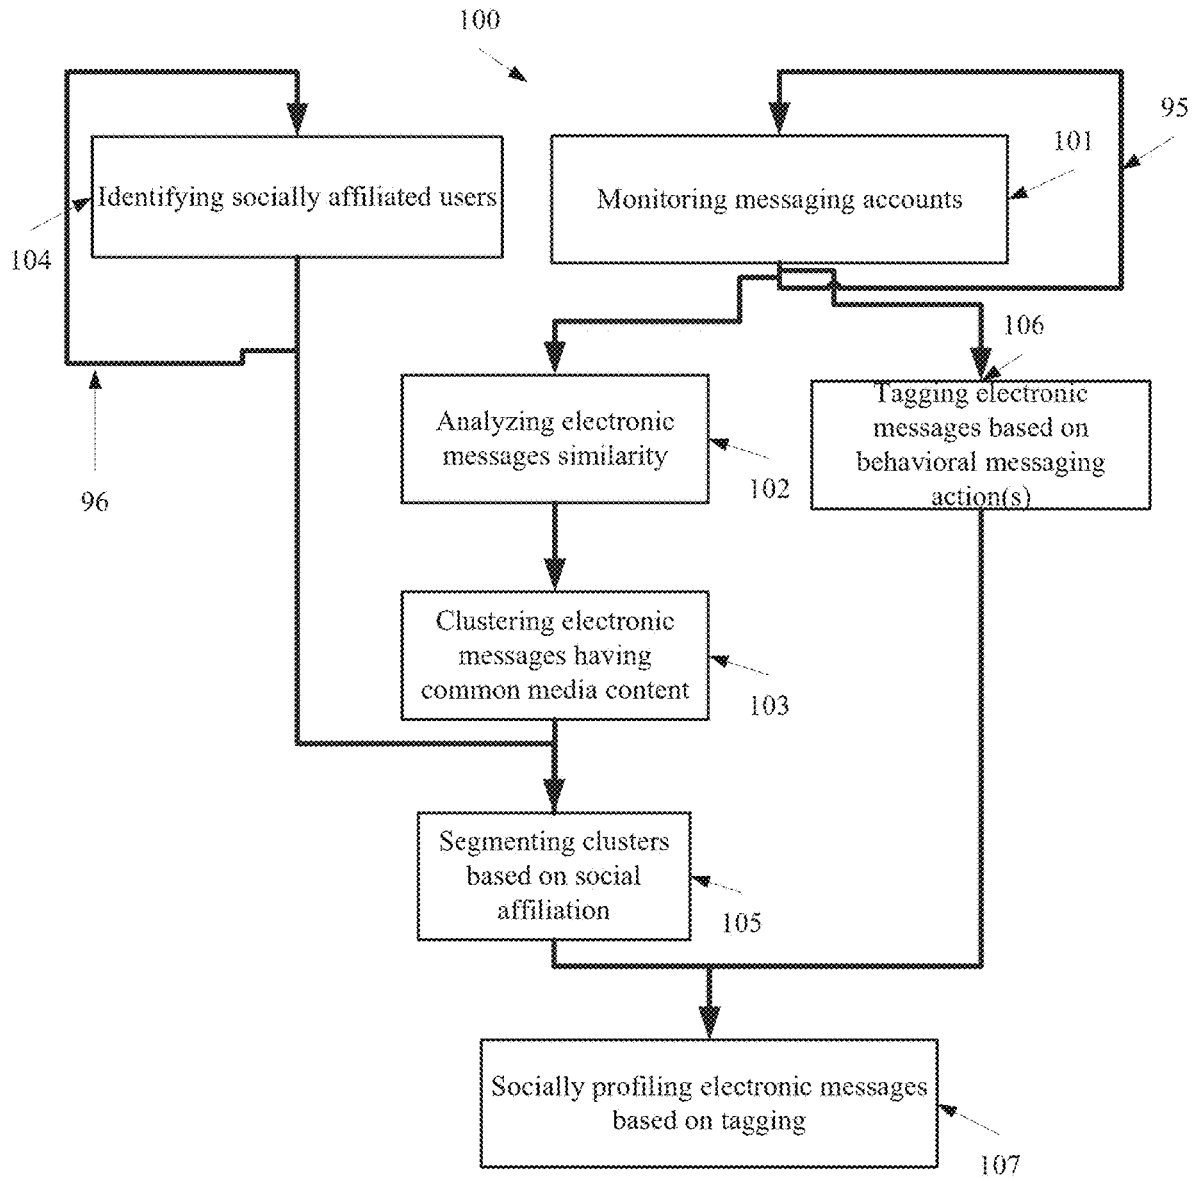 100
95
101
Identifying socially affiliated users
Monitoring messaging accounts
104
106
Analyzing electronic
messages similarity
Tagging electronic
messages based on
behavioral messaging
action(s)
102
96
Clustering electronic
messages having
common media content
103
Segmenting clusters
based on social
affiliation
105
Socially profiling electronic messages
based on tagging
107